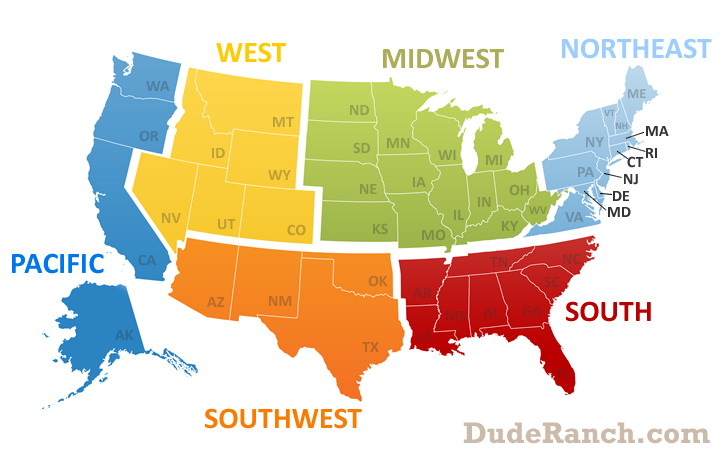 WEST
MIDWEST
NORTHEAST
WA
OR
CA
PACIFIC
AK
MT
ID
WY
NV
UT
CO
ND
SD
NE
KS
MN
IA
MO
WI
IL
MI
IN
OH
KY
WV
ME
VT
NH
NY
MA
RI
CT
PA
NJ
DE
MD
VA
AZ
NM
OK
TX
SOUTHWEST
AR
LA
MS
AL
GA
TN
NC
SC
SOUTH
DudeRanch.com